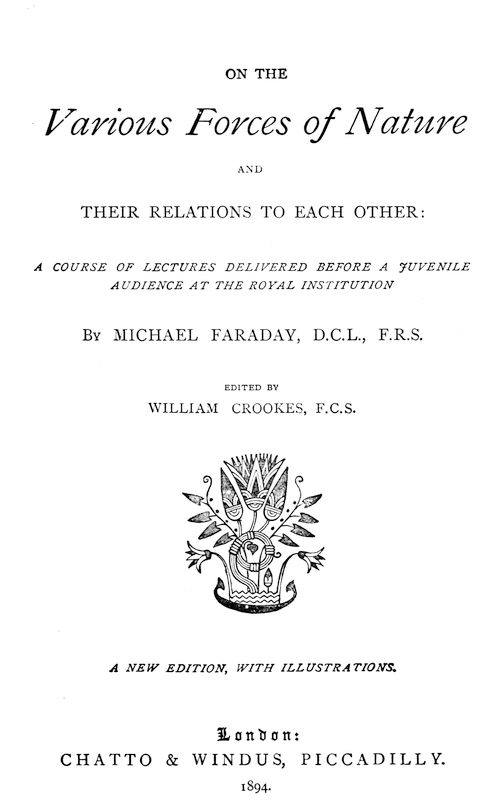 ON THE
Various Forces of Nature
AND
THEIR RELATIONS TO EACH OTHER:
A COURSE OF LECTURES DELIVERED BEFORE A JUVENILE
AUDIENCE AT THE ROYAL INSTITUTION
BY MICHAEL FARADAY, D.C.L., F.R.S.
EDITED BY
WILLIAM CROOKES, F.C.S.
A NEW EDITION, WITH ILLUSTRATIONS.
London:
CHATTO & WINDUS, PICCADILLY.
1894.